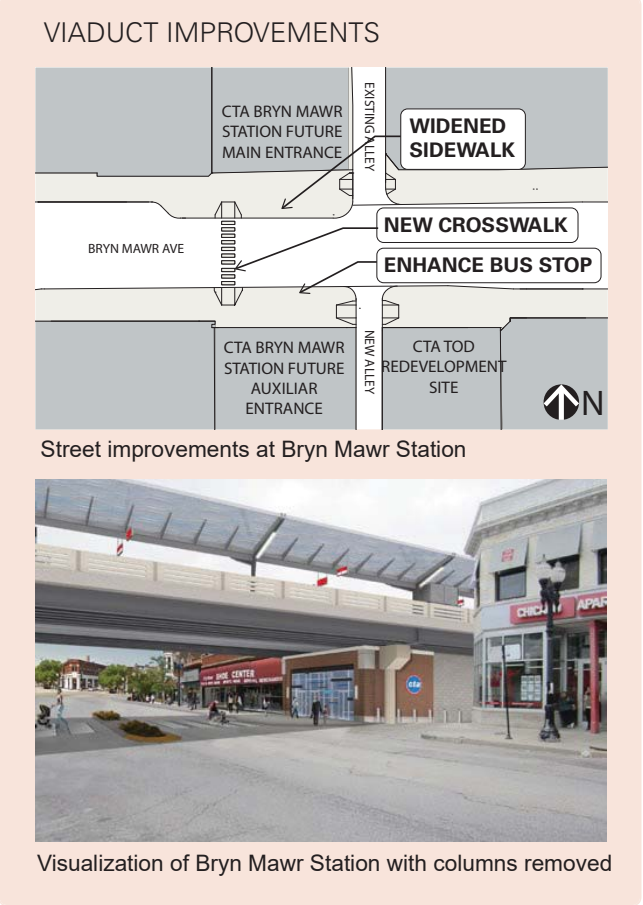 VIADUCT IMPROVEMENTS
CTA BRYN MAWR
STATION FUTURE
MAIN ENTRANCE
EXISTING ALLEY
WIDENED
SIDEWALK
NEW CROSSWALK
BRYN MAWR AVE
ENHANCE BUS STOP
CTA BRYN MAWR
STATION FUTURE
AUXILIAR
ENTRANCE
NEW ALLEY
CTA TOD
REDEVELOPMENT
SITE
N
Street improvements at Bryn Mawr Station
SHOE CENTER
cta
CHIC
APAR
Visualization of Bryn Mawr Station with columns removed